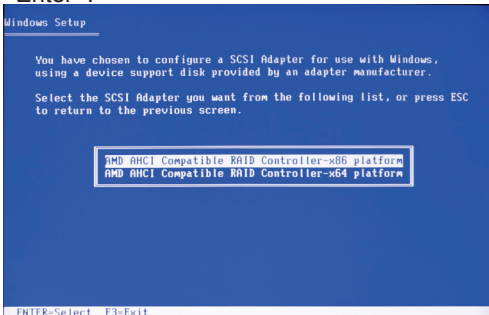 Windows Setup
You have chosen to configure a SCSI Adapter for use with Windows,
using a device support disk provided by an adapter manufacturer.
Select the SCSI Adapter you want from the following list, or press ESC
to return to the previous screen.
AMD AHCI Compatible RAID Controller-x86 platform
AMD AHCI Compatible RAID Controller-x64 platform
ENTER=Select F3=Exit